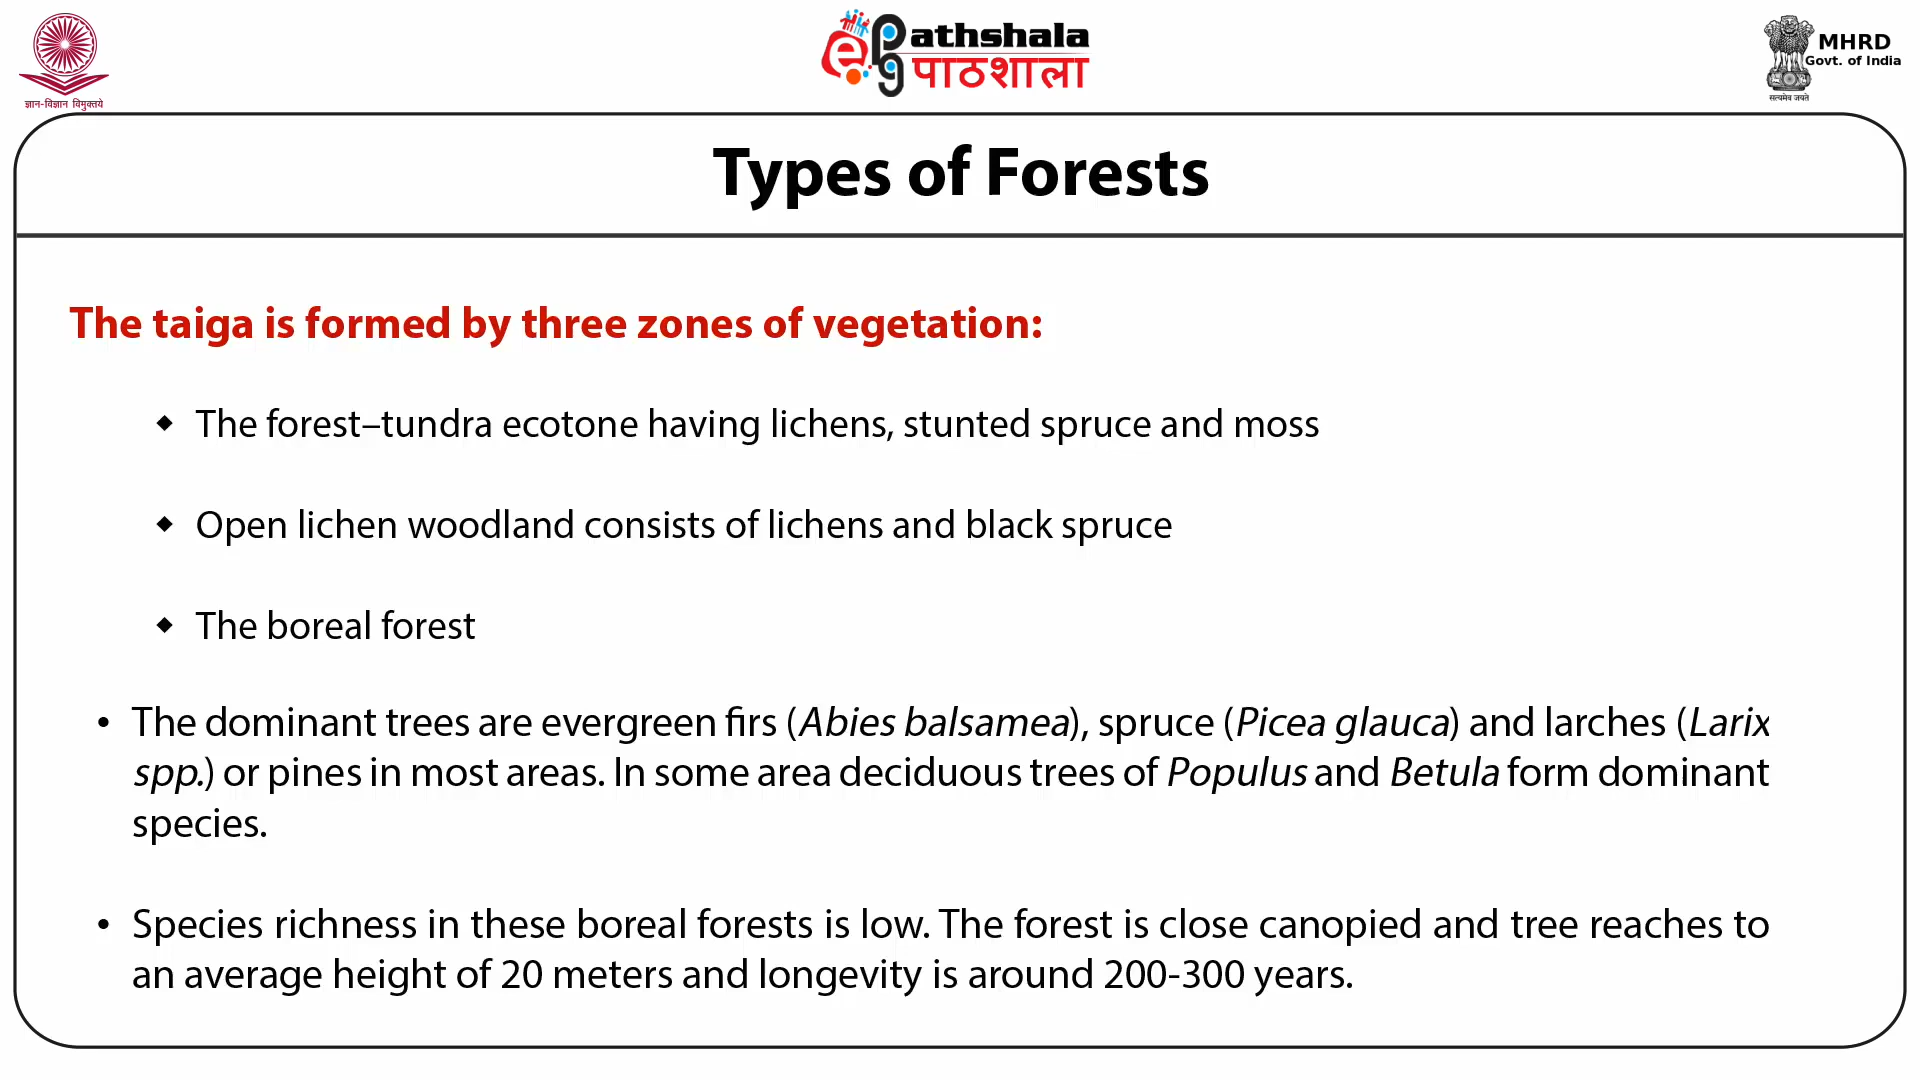 ज्ञान-विज्ञान विमुक्तये
ePathshala
पाठशाला
MHRD
Govt. of India
सत्यमेव जयते
Types of Forests
The taiga is formed by three zones of vegetation:
◆ The forest–tundra ecotone having lichens, stunted spruce and moss
◆ Open lichen woodland consists of lichens and black spruce
◆ The boreal forest
• The dominant trees are evergreen firs (Abies balsamea), spruce (Picea glauca) and larches (Larix
spp.) or pines in most areas. In some area deciduous trees of Populus and Betula form dominant
species.
• Species richness in these boreal forests is low. The forest is close canopied and tree reaches to
an average height of 20 meters and longevity is around 200-300 years.